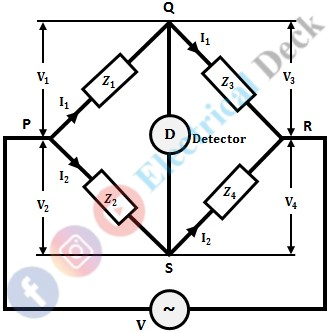 Q
I₁
I₁
V₁
Z₁
Z₃
V₃
P
D
Detector
R
I₂
V₂
Z₂
Z₄
V₄
I₂
S
V
~
Electrical Deck
f